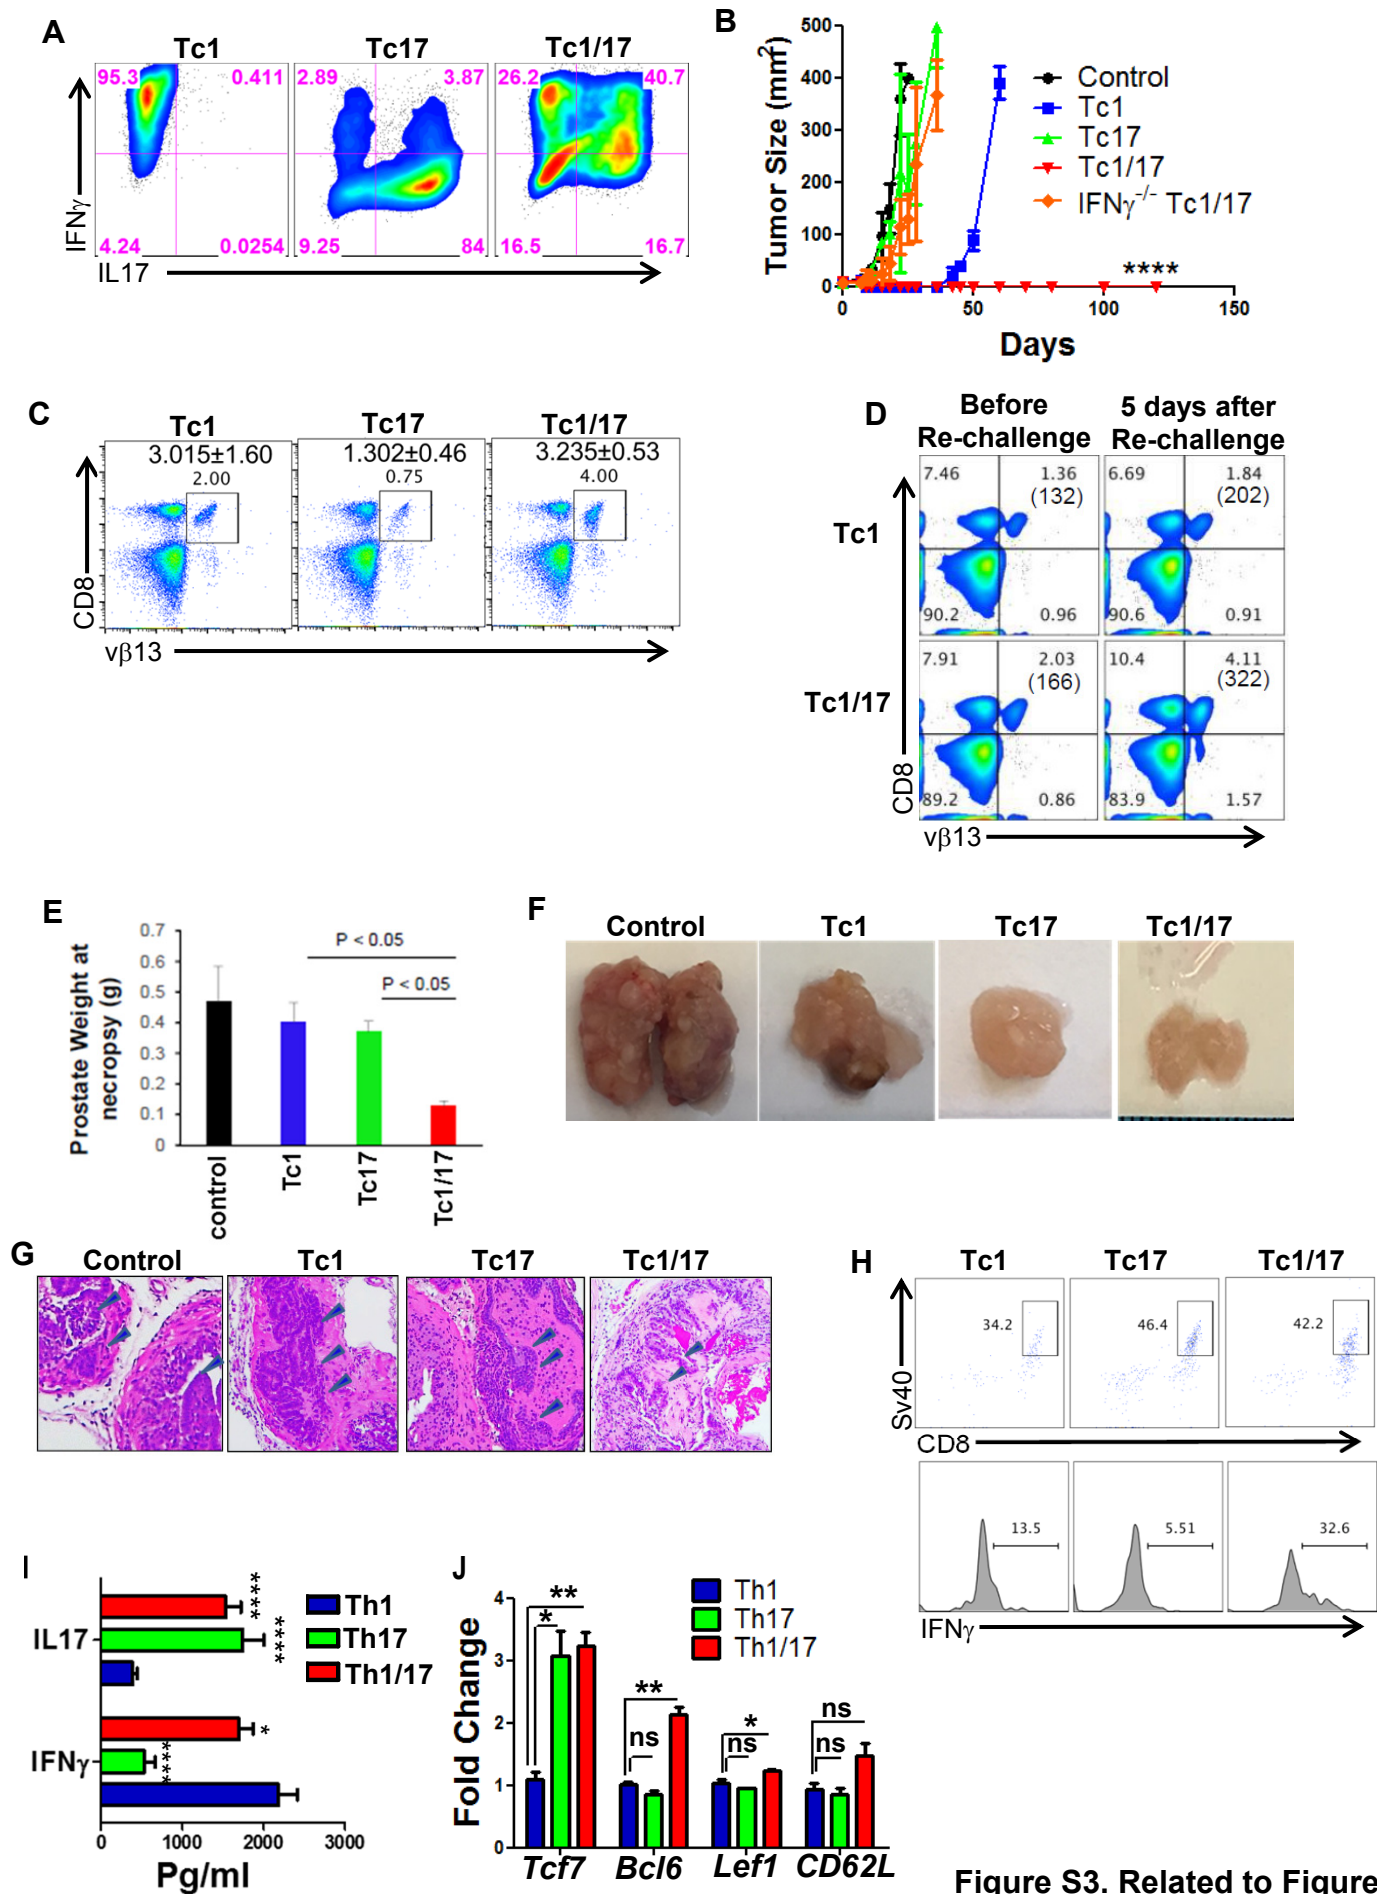 A
Tc1
Tc17
Tc1/17
95.3
0.411
2.89
3.87
26.2
40.7
4.24
0.0254
9.25
84
16.5
16.7
IFNγ
IL17
B
Tumor Size (mm2)
500
400
300
200
100
0
0
50
100
150
Days
Control
Tc1
Tc17
Tc1/17
IFNγ-/- Tc1/17
****
C
Tc1
Tc17
Tc1/17
3.015±1.60
1.302±0.46
3.235±0.53
2.00
0.75
4.00
CD8
vβ13
D
Before
Re-challenge
5 days after
Re-challenge
Tc1
7.46
1.36
(132)
6.69
1.84
(202)
90.2
0.96
90.6
0.91
Tc1/17
7.91
2.03
(166)
10.4
4.11
(322)
89.2
0.86
83.9
1.57
CD8
vβ13
E
Prostate Weight at
necropsy (g)
0.7
0.6
0.5
0.4
0.3
0.2
0.1
0
P < 0.05
P < 0.05
control
Tc1
Tc17
Tc1/17
F
Control
Tc1
Tc17
Tc1/17
G
Control
Tc1
Tc17
Tc1/17
H
Tc1
Tc17
Tc1/17
34.2
46.4
42.2
Sv40
CD8
13.5
5.51
32.6
IFNγ
I
IL17
IFNγ
****
****
*
****
Th1
Th17
Th1/17
0
1000
2000
3000
Pg/ml
J
Fold Change
4
3
2
1
0
Th1
Th17
Th1/17
*
**
ns
**
ns
*
ns
ns
Tcf7
Bcl6
Lef1
CD62L
Figure S3. Related to Figure